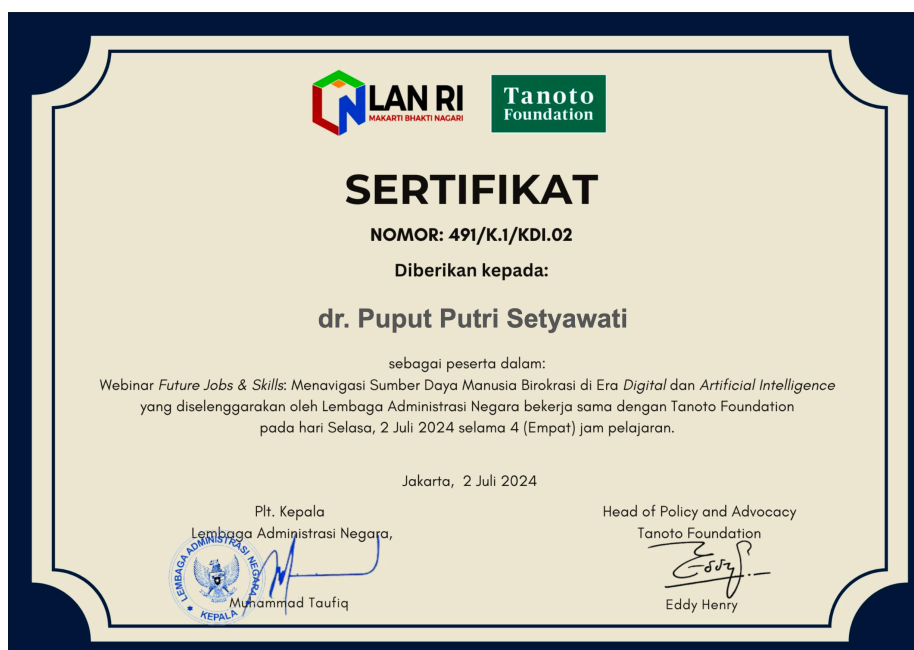 LAN RI
MAKARTI BHAKTI NAGARI
Tanoto
Foundation
SERTIFIKAT
NOMOR: 491/K.1/KDI.02
Diberikan kepada:
dr. Puput Putri Setyawati
sebagai peserta dalam:
Webinar Future Jobs & Skills: Menavigasi Sumber Daya Manusia Birokrasi di Era Digital dan Artificial Intelligence
yang diselenggarakan oleh Lembaga Administrasi Negara bekerja sama dengan Tanoto Foundation
pada hari Selasa, 2 Juli 2024 selama 4 (Empat) jam pelajaran.
Jakarta, 2 Juli 2024
Plt. Kepala
Lembaga Administrasi Negara,
LEMBAGA ADMINISTRASI NEGARA
KEPALA
Muhammad Taufiq
Head of Policy and Advocacy
Tanoto Foundation
Eddy
Eddy Henry